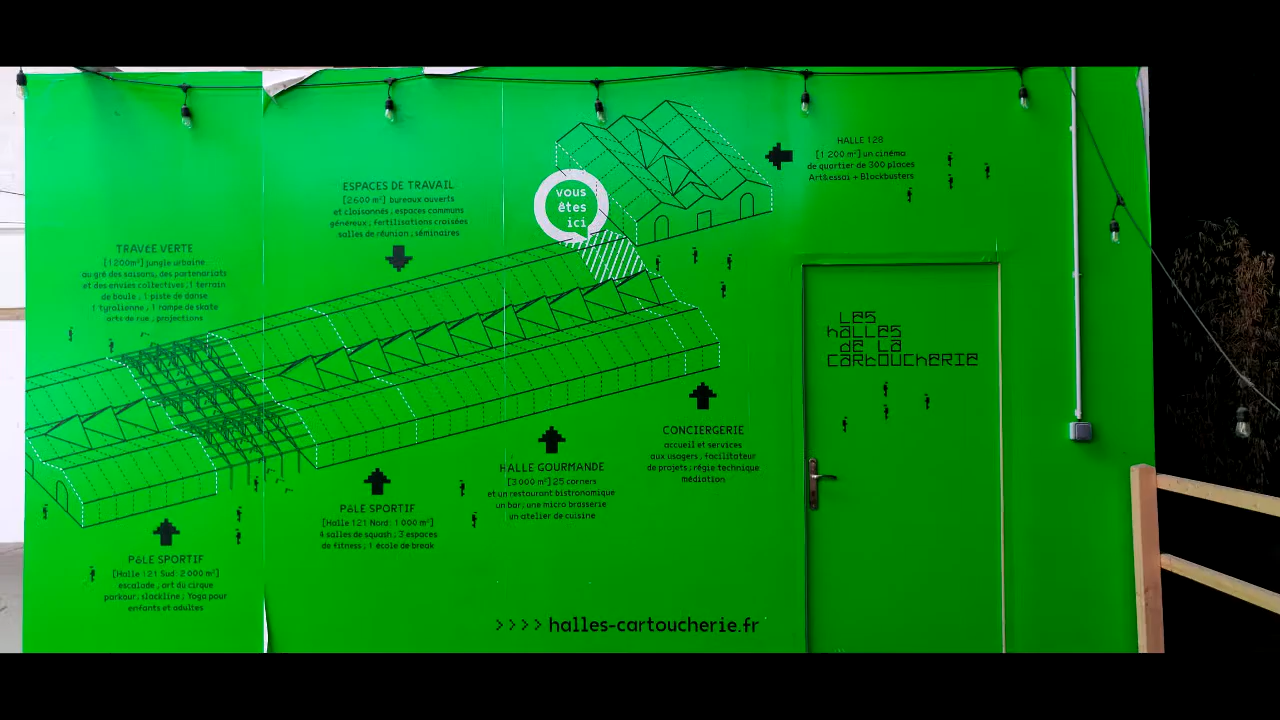 HALLE 128
[1 200 m²] un cinéma
de quartier de 300 places
Art&essai + Blockbusters
vous
êtes
ici
ESPACES DE TRAVAIL
[2600 m²] bureaux ouverts
et cloisonnés ; espaces communs
généreux ; fertilisations croisées
salles de réunion ; séminaires
TRAVéE VERTE
[1200m²] jungle urbaine
au gré des saisons, des partenariats
et des envies collectives ; 1 terrain
de boule ; 1 piste de danse
1 tyrolienne ; 1 rampe de skate
arts de rue ; projections
LES
hALLES
de LA
CARTOUCHERIE
CONCIERGERIE
accueil et services
aux usagers ; facilitateur
de projets ; régie technique
médiation
HALLE GOURMANDE
[3 000 m²] 25 corners
et un restaurant bistronomique
un bar ; une micro brasserie
un atelier de cuisine
PôLE SPORTIF
[Halle 121 Nord : 1 000 m²]
4 salles de squash ; 3 espaces
de fitness ; 1 école de break
PôLE SPORTIF
[Halle 121 Sud : 2 000 m²]
escalade ; art du cirque
parkour; slackline ; Yoga pour
enfants et adultes
>>>> halles-cartoucherie.fr